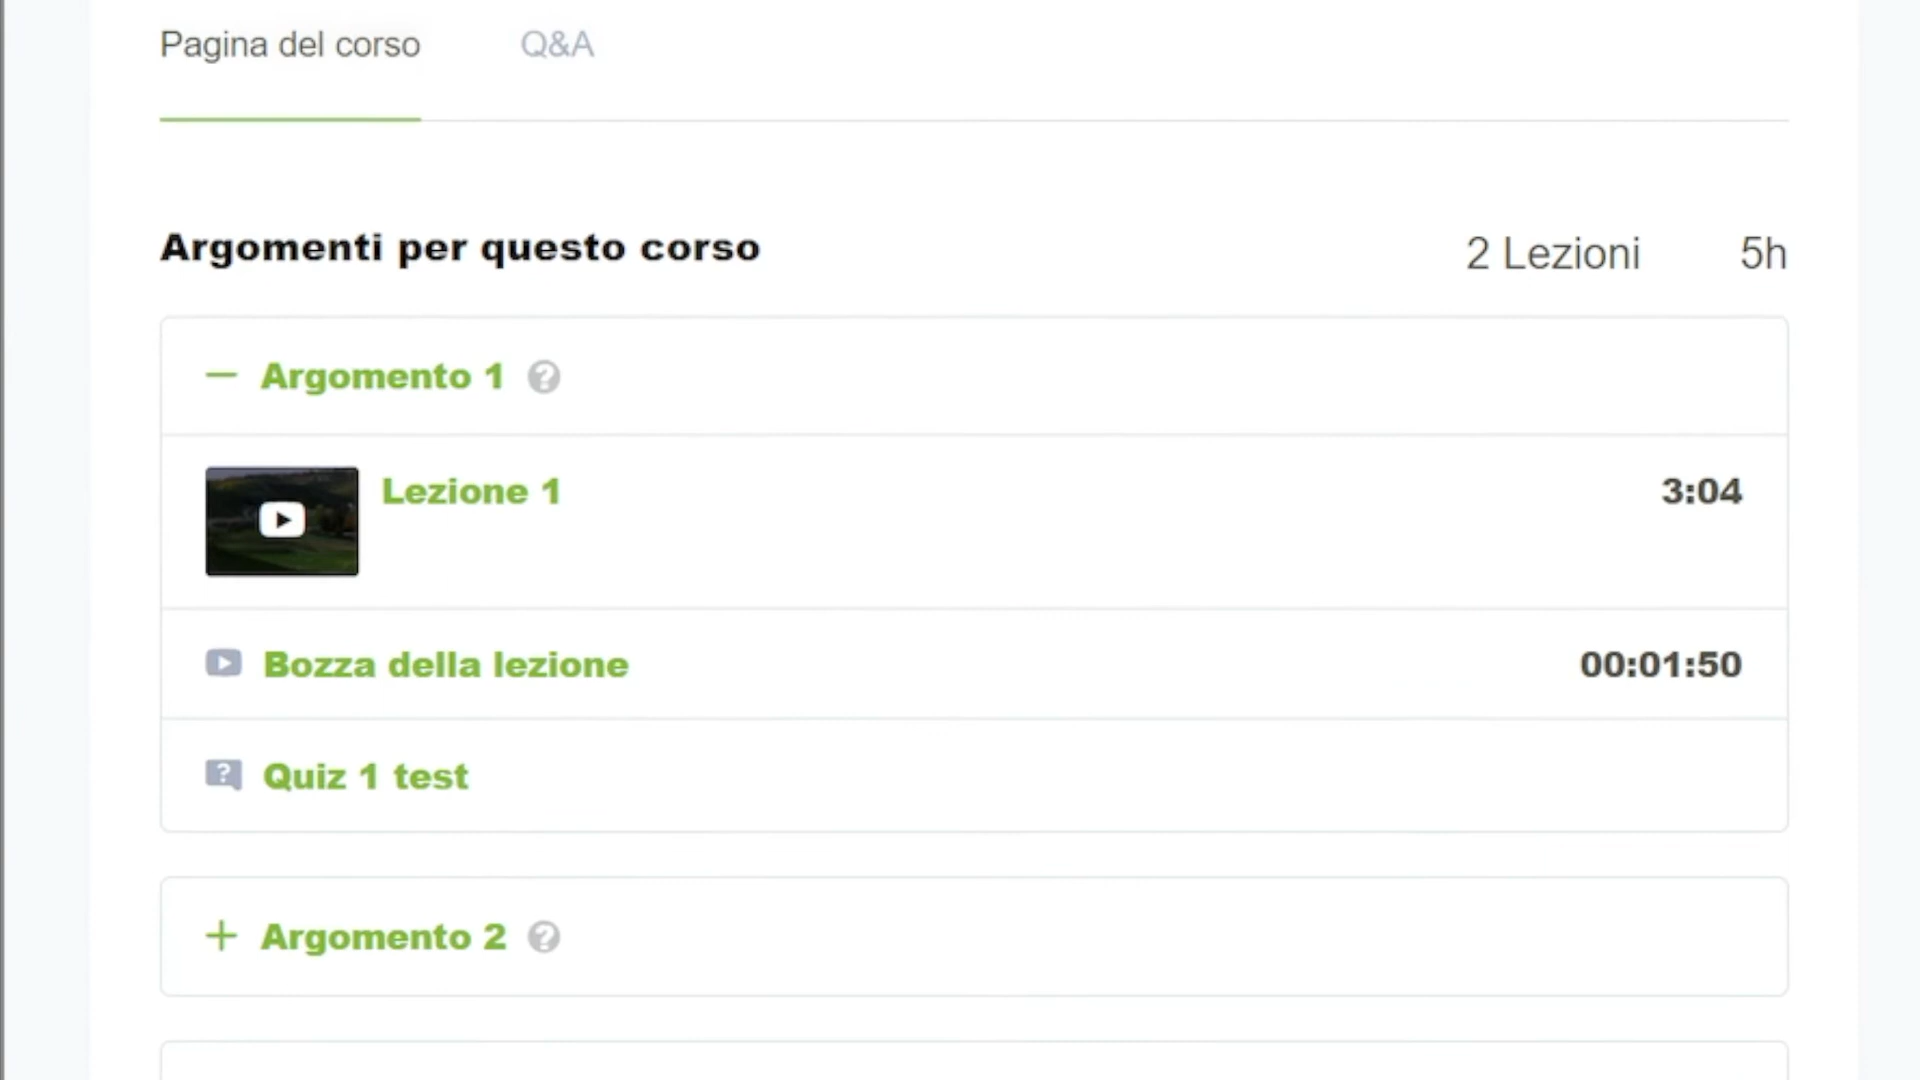 Pagina del corso Q&A
Argomenti per questo corso 2 Lezioni 5h
Argomento 1
Lezione 1 3:04
Bozza della lezione 00:01:50
Quiz 1 test
Argomento 2